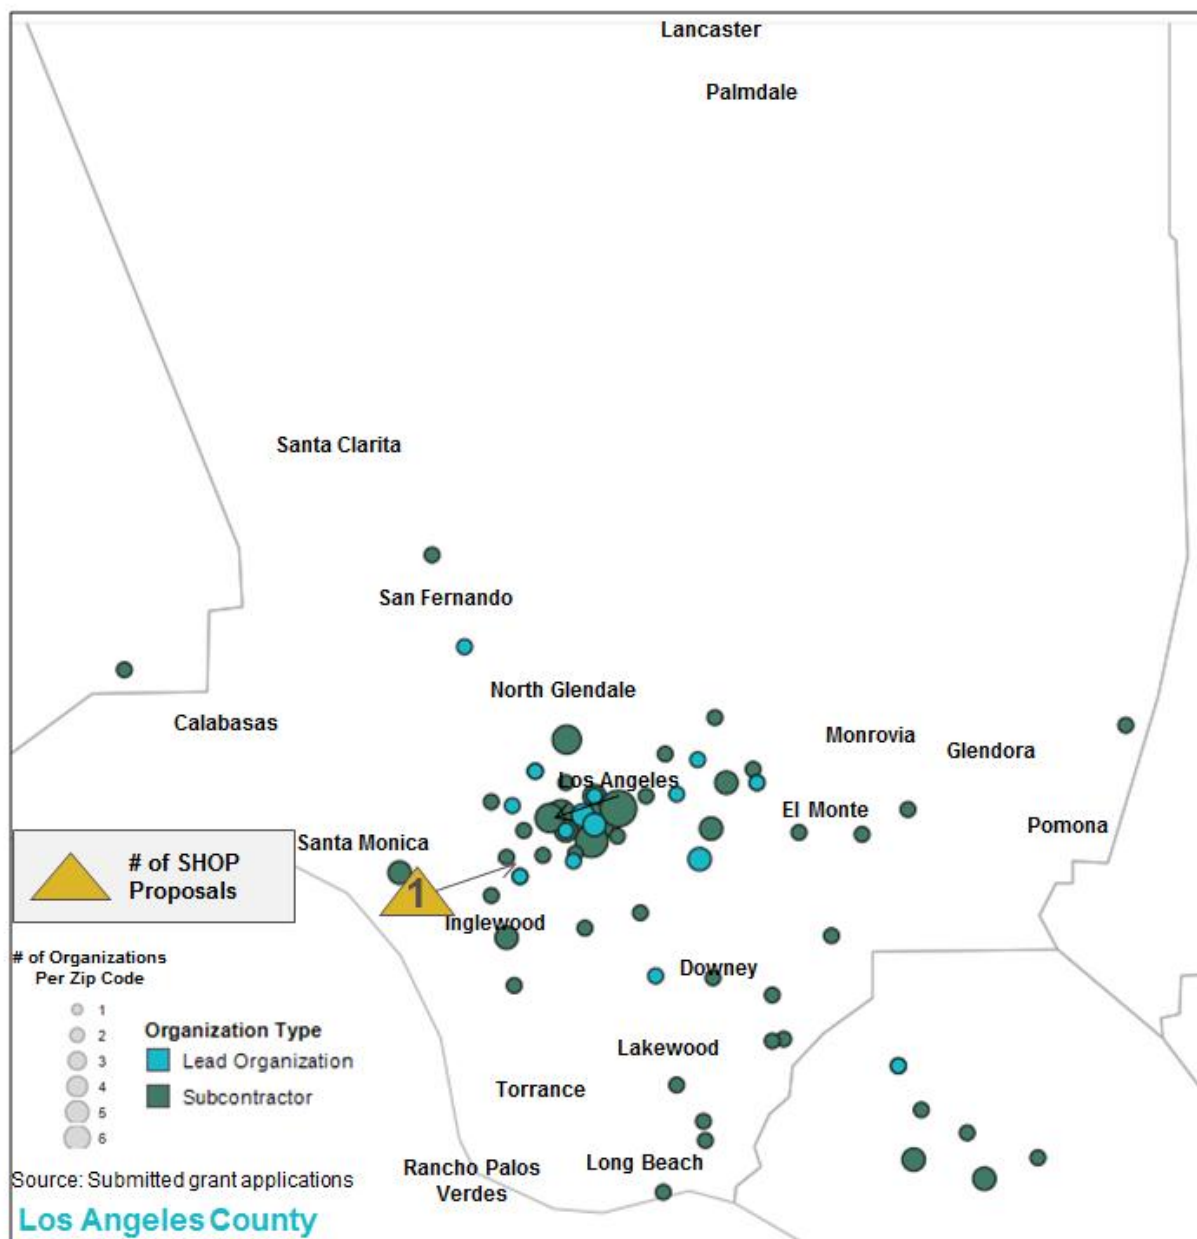 Lancaster
Palmdale
Santa Clarita
San Fernando
North Glendale
Calabasas
Monrovia
Glendora
Los Angeles
El Monte
Pomona
Santa Monica
# of SHOP
Proposals
1
Inglewood
# of Organizations
Per Zip Code
1
2
3
4
5
6
Organization Type
Lead Organization
Subcontractor
Downey
Lakewood
Torrance
Rancho Palos
Verdes
Long Beach
Source: Submitted grant applications
Los Angeles County